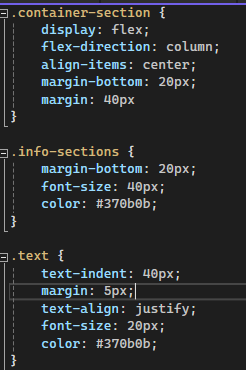 .container-section {
display: flex;
flex-direction: column;
align-items: center;
margin-bottom: 20px;
margin: 40px
}
.info-sections {
margin-bottom: 20px;
font-size: 40px;
color: #370b0b;
}
.text {
text-indent: 40px;
margin: 5px;
text-align: justify;
font-size: 20px;
color: #370b0b;
}